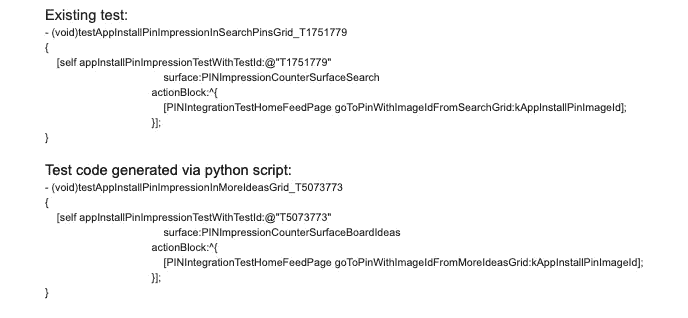 Existing test:
- (void)testAppInstallPinImpressionInSearchPinsGrid_T1751779
{
[self appInstallPinImpressionTestWithTestId:@"T1751779"
surface:PINImpressionCounterSurfaceSearch
actionBlock:^{
[PINIntegrationTestHomeFeedPage goToPinWithImageIdFromSearchGrid:kAppInstallPinImageId];
}];
}
Test code generated via python script:
- (void)testAppInstallPinImpressionInMoreIdeasGrid_T5073773
{
[self appInstallPinImpressionTestWithTestId:@"T5073773"
surface:PINImpressionCounterSurfaceBoardIdeas
actionBlock:^{
[PINIntegrationTestHomeFeedPage goToPinWithImageIdFromMoreIdeasGrid:kAppInstallPinImageId];
}];
}